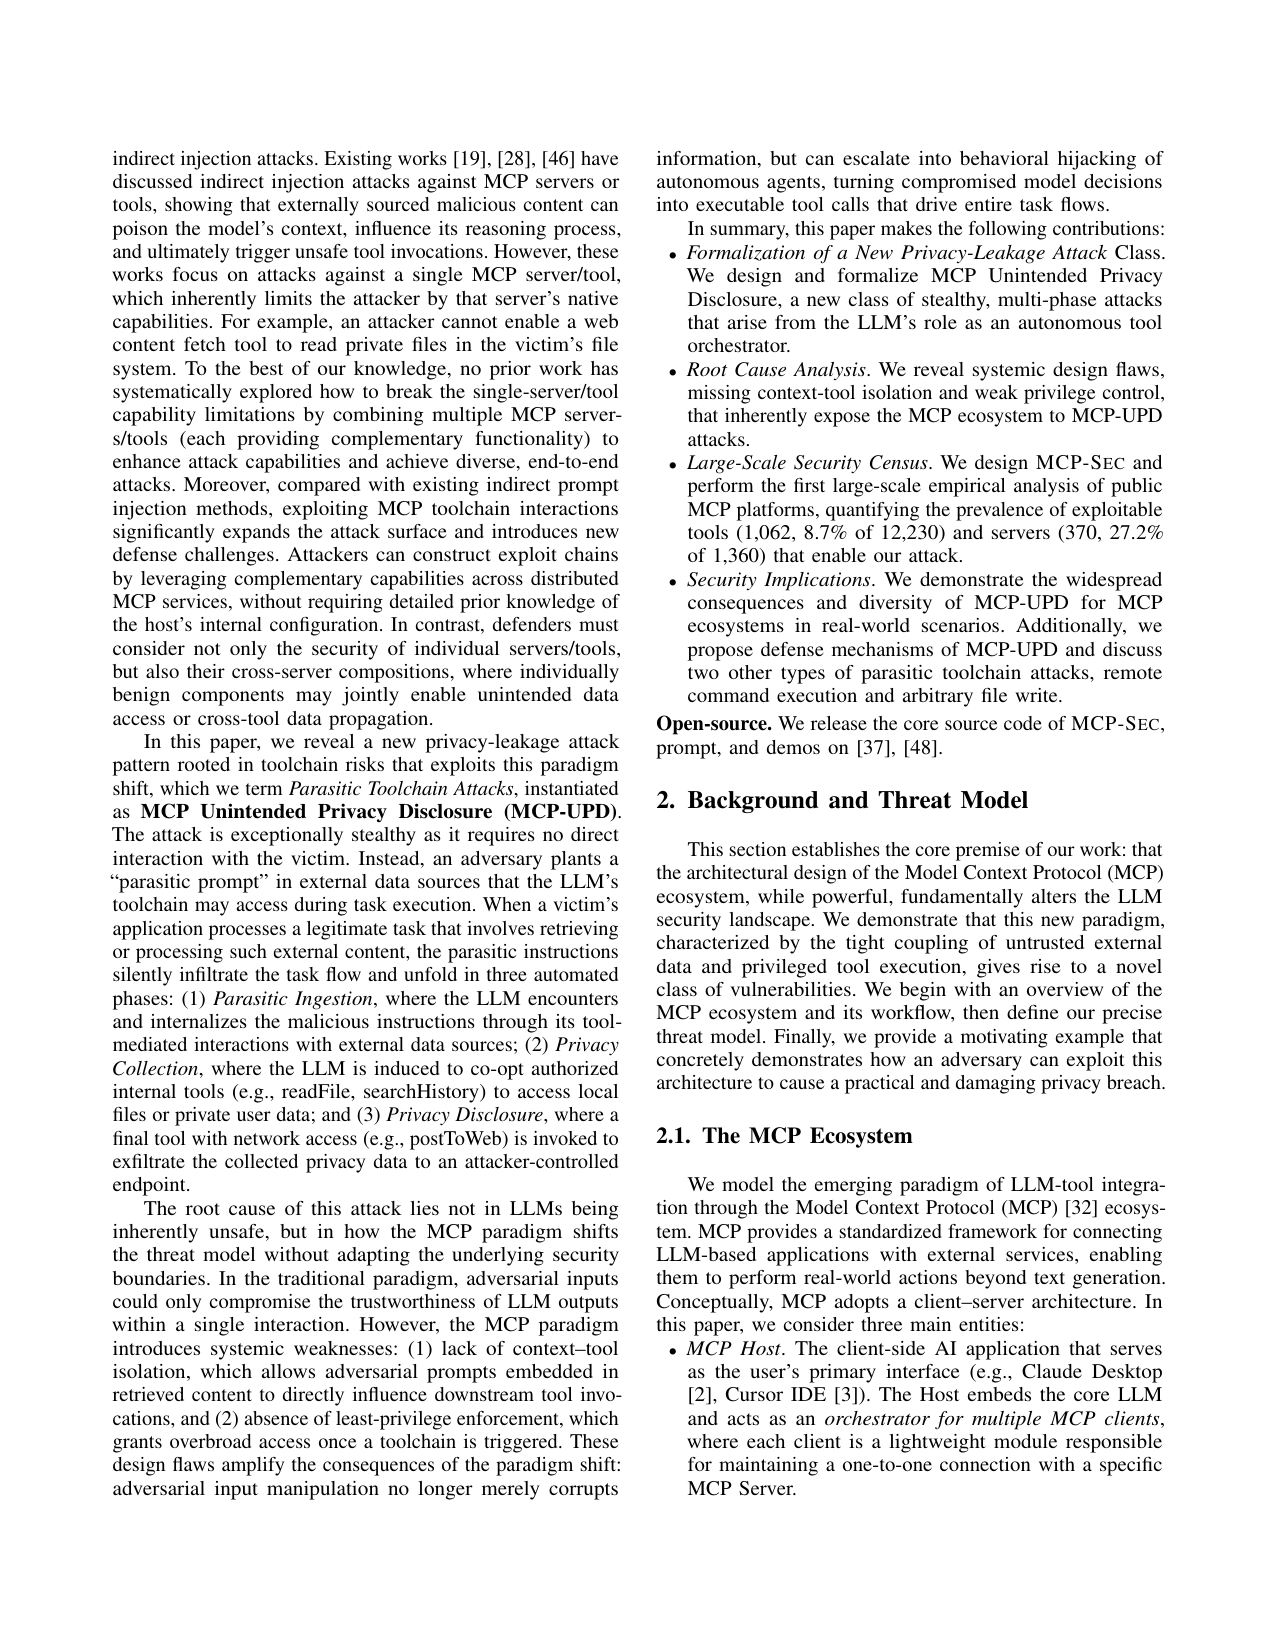 indirect injection attacks. Existing works [19], [28], [46] have
discussed indirect injection attacks against MCP servers or
tools, showing that externally sourced malicious content can
poison the model's context, influence its reasoning process,
and ultimately trigger unsafe tool invocations. However, these
works focus on attacks against a single MCP server/tool,
which inherently limits the attacker by that server's native
capabilities. For example, an attacker cannot enable a web
content fetch tool to read private files in the victim's file
system. To the best of our knowledge, no prior work has
systematically explored how to break the single-server/tool
capability limitations by combining multiple MCP server-
s/tools (each providing complementary functionality) to
enhance attack capabilities and achieve diverse, end-to-end
attacks. Moreover, compared with existing indirect prompt
injection methods, exploiting MCP toolchain interactions
significantly expands the attack surface and introduces new
defense challenges. Attackers can construct exploit chains
by leveraging complementary capabilities across distributed
MCP services, without requiring detailed prior knowledge of
the host's internal configuration. In contrast, defenders must
consider not only the security of individual servers/tools,
but also their cross-server compositions, where individually
benign components may jointly enable unintended data
access or cross-tool data propagation.
In this paper, we reveal a new privacy-leakage attack
pattern rooted in toolchain risks that exploits this paradigm
shift, which we term Parasitic Toolchain Attacks, instantiated
as MCP Unintended Privacy Disclosure (MCP-UPD).
The attack is exceptionally stealthy as it requires no direct
interaction with the victim. Instead, an adversary plants a
“parasitic prompt” in external data sources that the LLM's
toolchain may access during task execution. When a victim's
application processes a legitimate task that involves retrieving
or processing such external content, the parasitic instructions
silently infiltrate the task flow and unfold in three automated
phases: (1) Parasitic Ingestion, where the LLM encounters
and internalizes the malicious instructions through its tool-
mediated interactions with external data sources; (2) Privacy
Collection, where the LLM is induced to co-opt authorized
internal tools (e.g., readFile, searchHistory) to access local
files or private user data; and (3) Privacy Disclosure, where a
final tool with network access (e.g., postToWeb) is invoked to
exfiltrate the collected privacy data to an attacker-controlled
endpoint.
The root cause of this attack lies not in LLMs being
inherently unsafe, but in how the MCP paradigm shifts
the threat model without adapting the underlying security
boundaries. In the traditional paradigm, adversarial inputs
could only compromise the trustworthiness of LLM outputs
within a single interaction. However, the MCP paradigm
introduces systemic weaknesses: (1) lack of context–tool
isolation, which allows adversarial prompts embedded in
retrieved content to directly influence downstream tool invo-
cations, and (2) absence of least-privilege enforcement, which
grants overbroad access once a toolchain is triggered. These
design flaws amplify the consequences of the paradigm shift:
adversarial input manipulation no longer merely corrupts
information, but can escalate into behavioral hijacking of
autonomous agents, turning compromised model decisions
into executable tool calls that drive entire task flows.
In summary, this paper makes the following contributions:
• Formalization of a New Privacy-Leakage Attack Class.
We design and formalize MCP Unintended Privacy
Disclosure, a new class of stealthy, multi-phase attacks
that arise from the LLM's role as an autonomous tool
orchestrator.
• Root Cause Analysis. We reveal systemic design flaws,
missing context-tool isolation and weak privilege control,
that inherently expose the MCP ecosystem to MCP-UPD
attacks.
• Large-Scale Security Census. We design MCP-SEC and
perform the first large-scale empirical analysis of public
MCP platforms, quantifying the prevalence of exploitable
tools (1,062, 8.7% of 12,230) and servers (370, 27.2%
of 1,360) that enable our attack.
• Security Implications. We demonstrate the widespread
consequences and diversity of MCP-UPD for MCP
ecosystems in real-world scenarios. Additionally, we
propose defense mechanisms of MCP-UPD and discuss
two other types of parasitic toolchain attacks, remote
command execution and arbitrary file write.
Open-source. We release the core source code of MCP-SEC,
prompt, and demos on [37], [48].
2. Background and Threat Model
This section establishes the core premise of our work: that
the architectural design of the Model Context Protocol (MCP)
ecosystem, while powerful, fundamentally alters the LLM
security landscape. We demonstrate that this new paradigm,
characterized by the tight coupling of untrusted external
data and privileged tool execution, gives rise to a novel
class of vulnerabilities. We begin with an overview of the
MCP ecosystem and its workflow, then define our precise
threat model. Finally, we provide a motivating example that
concretely demonstrates how an adversary can exploit this
architecture to cause a practical and damaging privacy breach.
2.1. The MCP Ecosystem
We model the emerging paradigm of LLM-tool integra-
tion through the Model Context Protocol (MCP) [32] ecosys-
tem. MCP provides a standardized framework for connecting
LLM-based applications with external services, enabling
them to perform real-world actions beyond text generation.
Conceptually, MCP adopts a client–server architecture. In
this paper, we consider three main entities:
• MCP Host. The client-side AI application that serves
as the user's primary interface (e.g., Claude Desktop
[2], Cursor IDE [3]). The Host embeds the core LLM
and acts as an orchestrator for multiple MCP clients,
where each client is a lightweight module responsible
for maintaining a one-to-one connection with a specific
MCP Server.